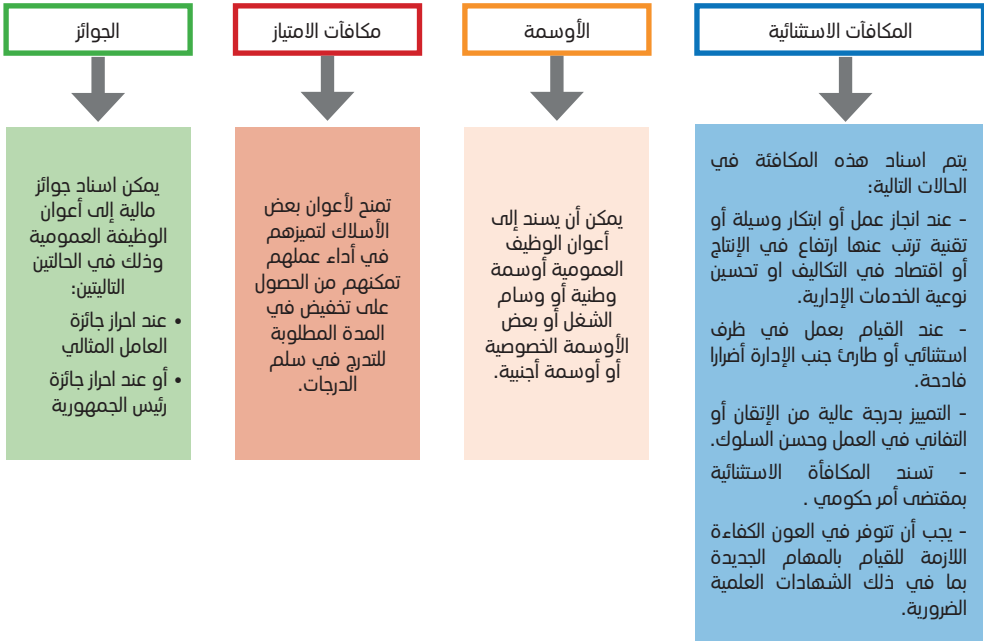 المكافآت الاستثنائية
يتم اسناد هذه المكافئة في
الحالات التالية:
- عند انجاز عمل أو ابتكار وسيلة أو
تقنية ترتب عنها ارتفاع في الإنتاج
أو اقتصاد في التكاليف او تحسين
نوعية الخدمات الإدارية.
- عند القيام بعمل في ظرف
استثنائي أو طارئ جنب الإدارة أضرارا
فادحة.
- التمييز بدرجة عالية من الإتقان أو
التفاني في العمل وحسن السلوك.
- تسند المكافأة الاستثنائية
بمقتضى أمر حكومي .
- يجب أن تتوفر في العون الكفاءة
اللازمة للقيام بالمهام الجديدة
بما في ذلك الشهادات العلمية
الضرورية.
الأوسمة
يمكن أن يسند إلى
أعوان الوظيف
العمومية أوسمة
وطنية أو وسام
الشغل أو بعض
الأوسمة الخصوصية
أو أوسمة أجنبية.
مكافآت الامتياز
تمنح لأعوان بعض
الأسلاك لتميزهم
في أداء عملهم
تمكنهم من الحصول
على تخفيض في
المدة المطلوبة
للتدرج في سلم
الدرجات.
الجوائز
يمكن اسناد جوائز
مالية إلى أعوان
الوظيفة العمومية
وذلك في الحالتين
التاليتين:
• عند احراز جائزة
العامل المثالي
• أو عند احراز جائزة
رئيس الجمهورية